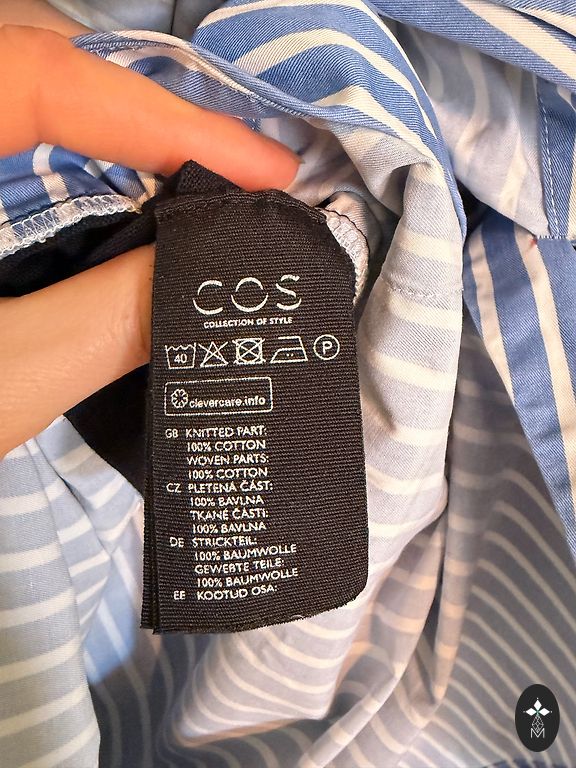 COS
COLLECTION OF STYLE
40
P
clevercare.info
GB KNITTED PART:
100% COTTON
WOVEN PARTS:
100% COTTON
CZ PLETENÁ ČÁST:
100% BAVLNA
TKANÉ ČÁSTI:
100% BAVLNA
DE STRICKTEIL:
100% BAUMWOLLE
GEWEBTE TEILE:
100% BAUMWOLLE
EE KOOTUD OSA:
M